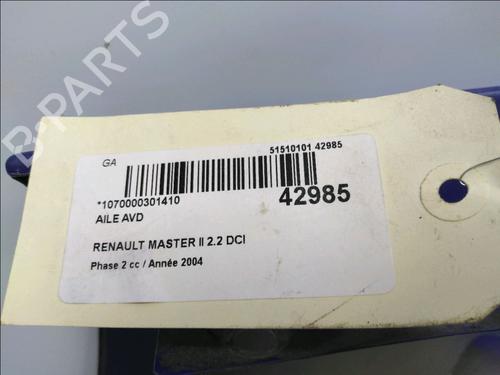 B-PARTS
GA
51510101 42985
*1070000301410
42985
AILE AVD
RENAULT MASTER II 2.2 DCI
Phase 2 cc / Année 2004